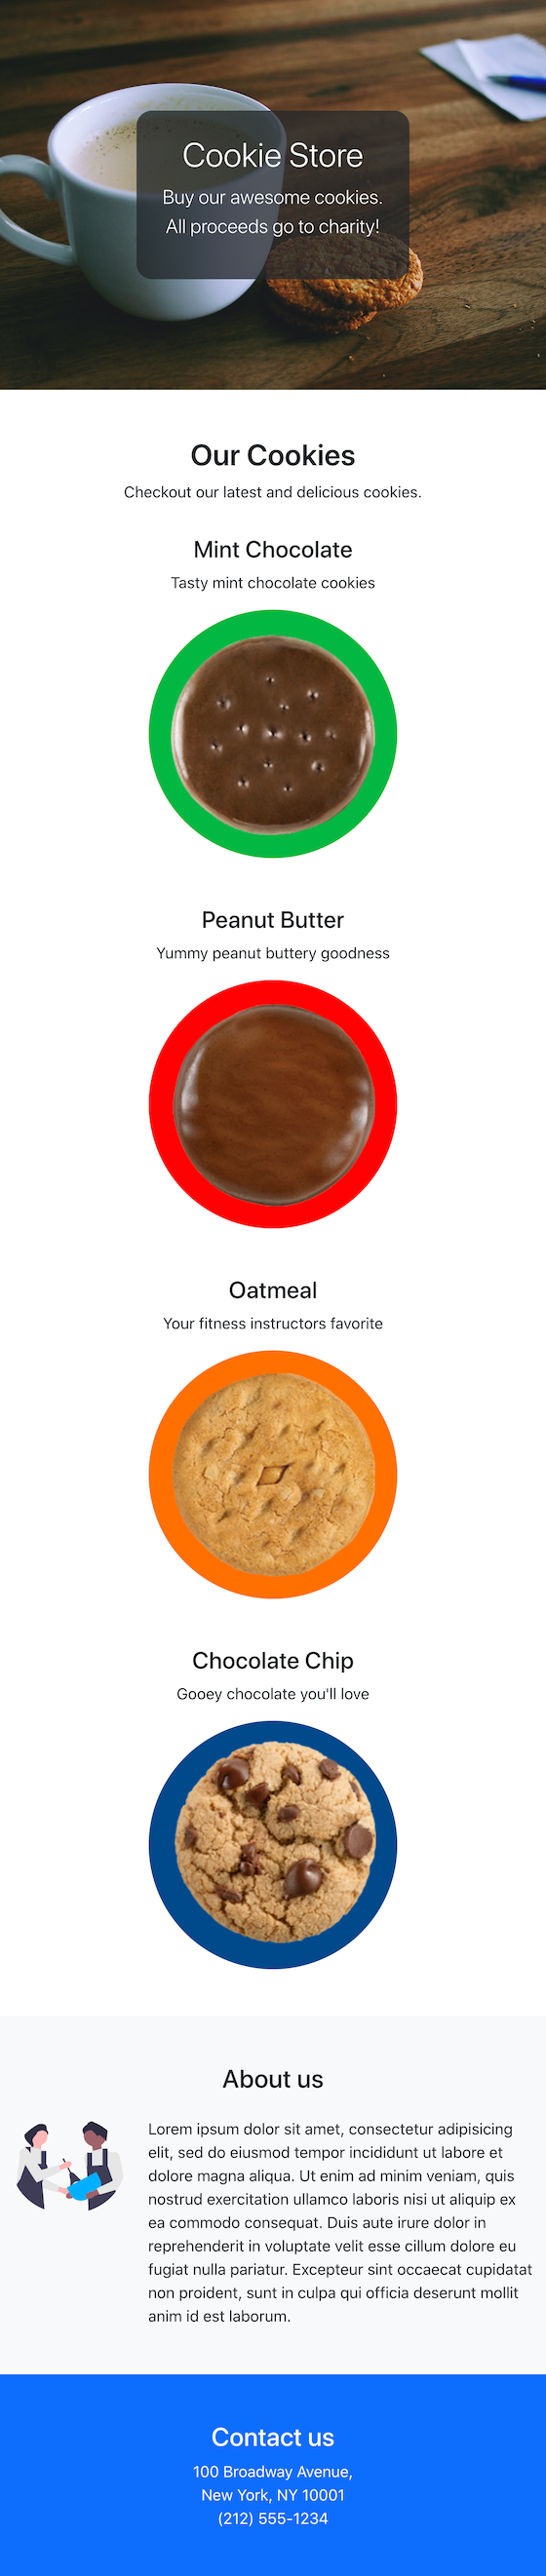 Cookie Store
Buy our awesome cookies.
All proceeds go to charity!
Our Cookies
Checkout our latest and delicious cookies.
Mint Chocolate
Tasty mint chocolate cookies
Peanut Butter
Yummy peanut buttery goodness
Oatmeal
Your fitness instructors favorite
Chocolate Chip
Gooey chocolate you'll love
About us
Lorem ipsum dolor sit amet, consectetur adipisicing
elit, sed do eiusmod tempor incididunt ut labore et
dolore magna aliqua. Ut enim ad minim veniam, quis
nostrud exercitation ullamco laboris nisi ut aliquip ex
ea commodo consequat. Duis aute irure dolor in
reprehenderit in voluptate velit esse cillum dolore eu
fugiat nulla pariatur. Excepteur sint occaecat cupidatat
non proident, sunt in culpa qui officia deserunt mollit
anim id est laborum.
Contact us
100 Broadway Avenue,
New York, NY 10001
(212) 555-1234